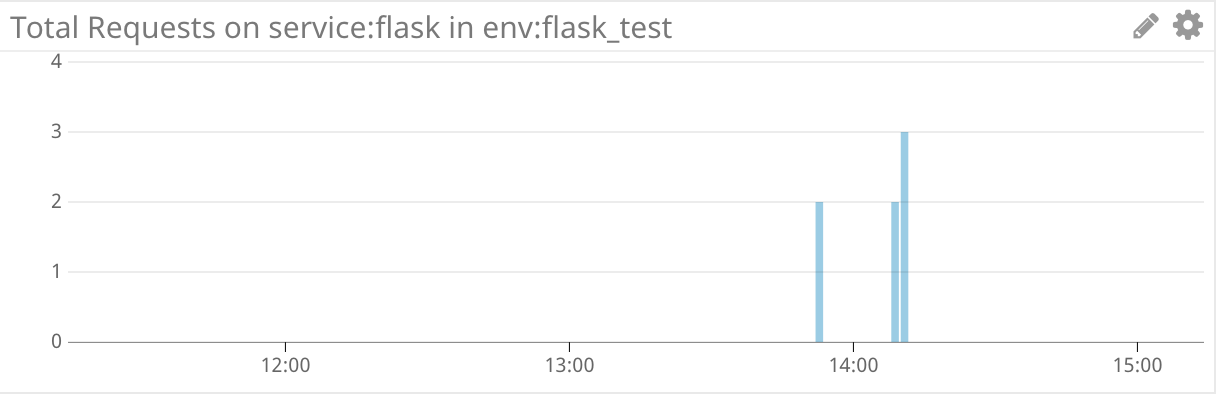 Total Requests on service:flask in env:flask_test
4
3
2
1
0
12:00 13:00 14:00 15:00